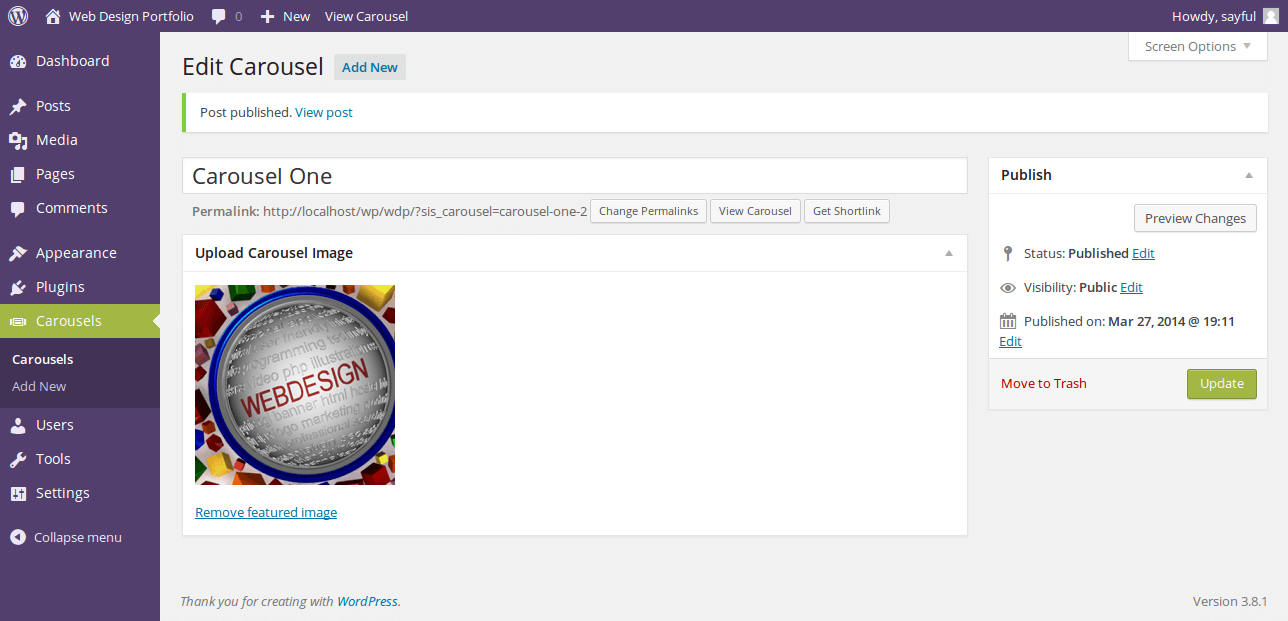 Web Design Portfolio 0 New View Carousel Howdy, sayful
Dashboard
Posts
Media
Pages
Comments
Appearance
Plugins
Carousels
Carousels
Add New
Users
Tools
Settings
Collapse menu
Screen Options
Edit Carousel Add New
Post published. View post
Carousel One
Permalink: http://localhost/wp/wdp/?sis_carousel=carousel-one-2 Change Permalinks View Carousel Get Shortlink
Upload Carousel Image
user friendly
programming
video php illustration
WEBDESIGN
banner html
logo marketing
professional
Remove featured image
Publish
Preview Changes
Status: Published Edit
Visibility: Public Edit
Published on: Mar 27, 2014 @ 19:11
Edit
Move to Trash Update
Thank you for creating with WordPress. Version 3.8.1